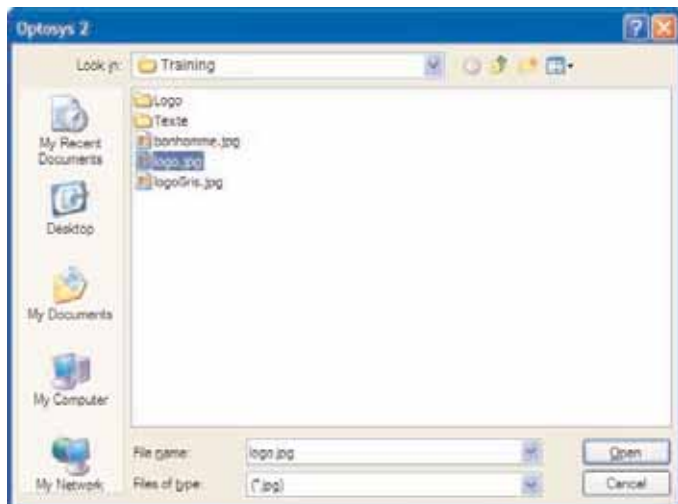 Optosys 2
Look in: Training
Logo
Texte
bonhomme.jpg
logo.jpg
logoGris.jpg
My Recent
Documents
Desktop
My Documents
My Computer
My Network
File name: logo.jpg Open
Files of type: (*.jpg) Cancel